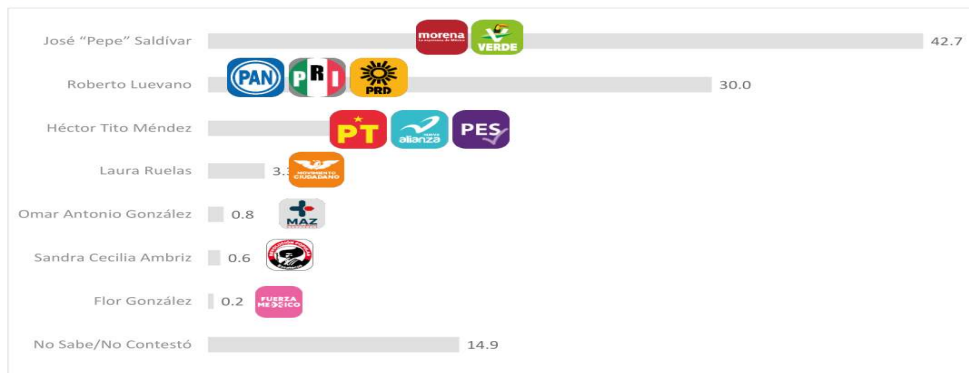 José "Pepe" Saldívar
morena
VERDE
42.7
Roberto Luevano
PAN
PRI
PRD
30.0
Héctor Tito Méndez
PT
alianza
PES
Laura Ruelas
3.3
MOVIMIENTO
CIUDADANO
Omar Antonio González
0.8
MAZ
Sandra Cecilia Ambriz
0.6
Flor González
0.2
FUERZA
MEXICO
No Sabe/No Contestó
14.9